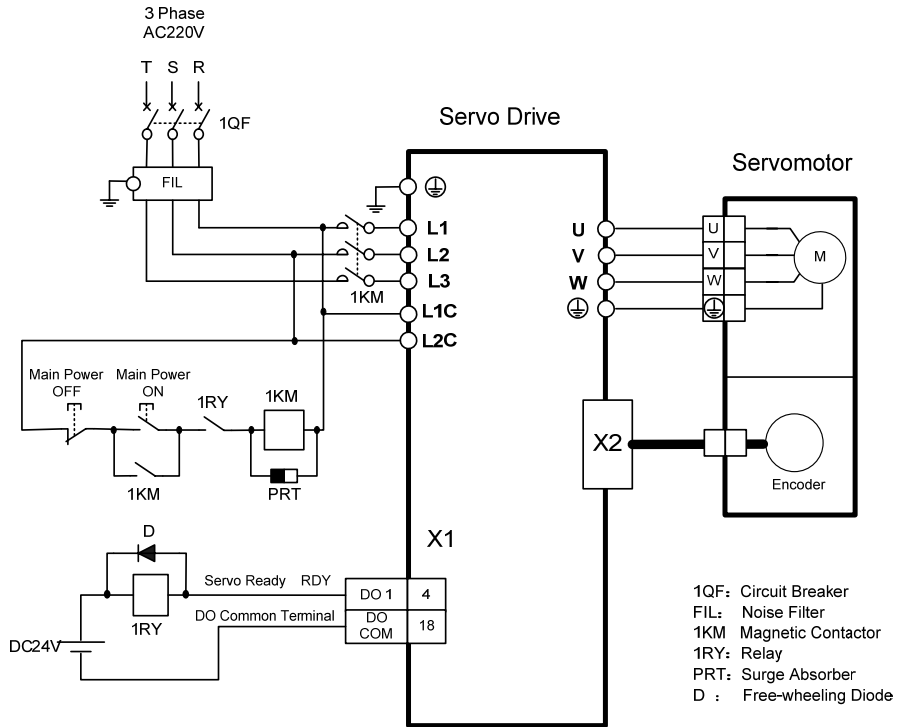 3 Phase
AC220V
T S R
1QF
Servo Drive
Servomotor
FIL
L1
L2
L3
1KM
L1C
L2C
U
V
W
U
V
W
M
Main Power
OFF
Main Power
ON
1RY
1KM
1KM
PRT
X2
Encoder
X1
D
1RY
DC24V
Servo Ready RDY
DO Common Terminal
DO 1 4
DO
COM
18
1QF: Circuit Breaker
FIL: Noise Filter
1KM Magnetic Contactor
1RY: Relay
PRT: Surge Absorber
D : Free-wheeling Diode